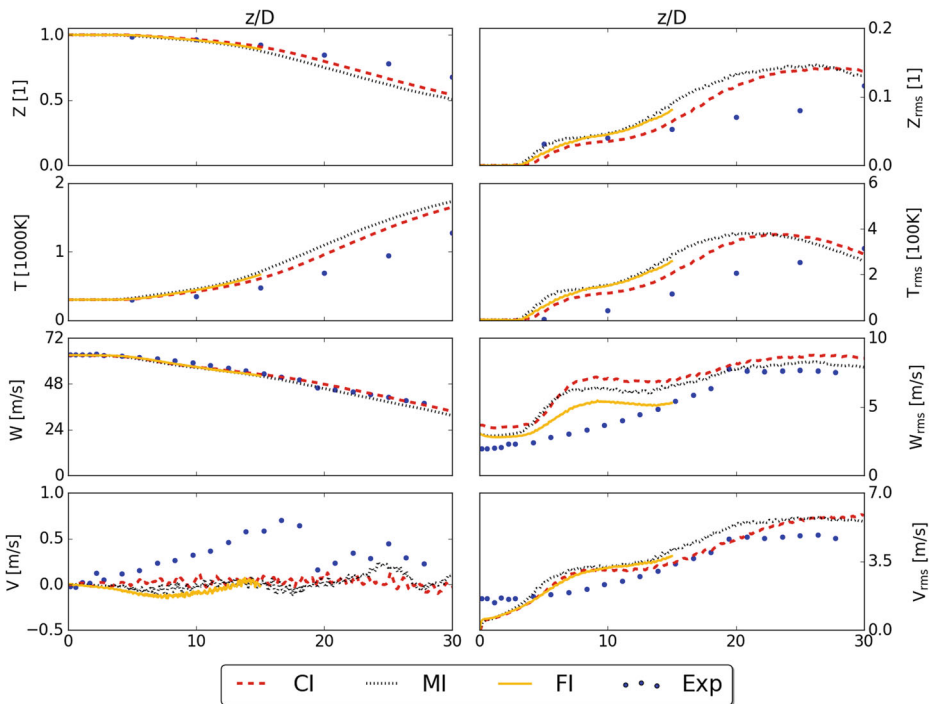 z/D
z/D
1.0
0.5
0.0
Z [1]
0.2
0.1
0.0
Z_rms [1]
2
1
0
T [1000K]
6
4
2
0
T_rms [100K]
72
48
24
0
W [m/s]
10
5
0
W_rms [m/s]
1.0
0.5
0.0
−0.5
V [m/s]
7.0
3.5
0.0
V_rms [m/s]
0 10 20 30
0 10 20 30
CI MI FI Exp